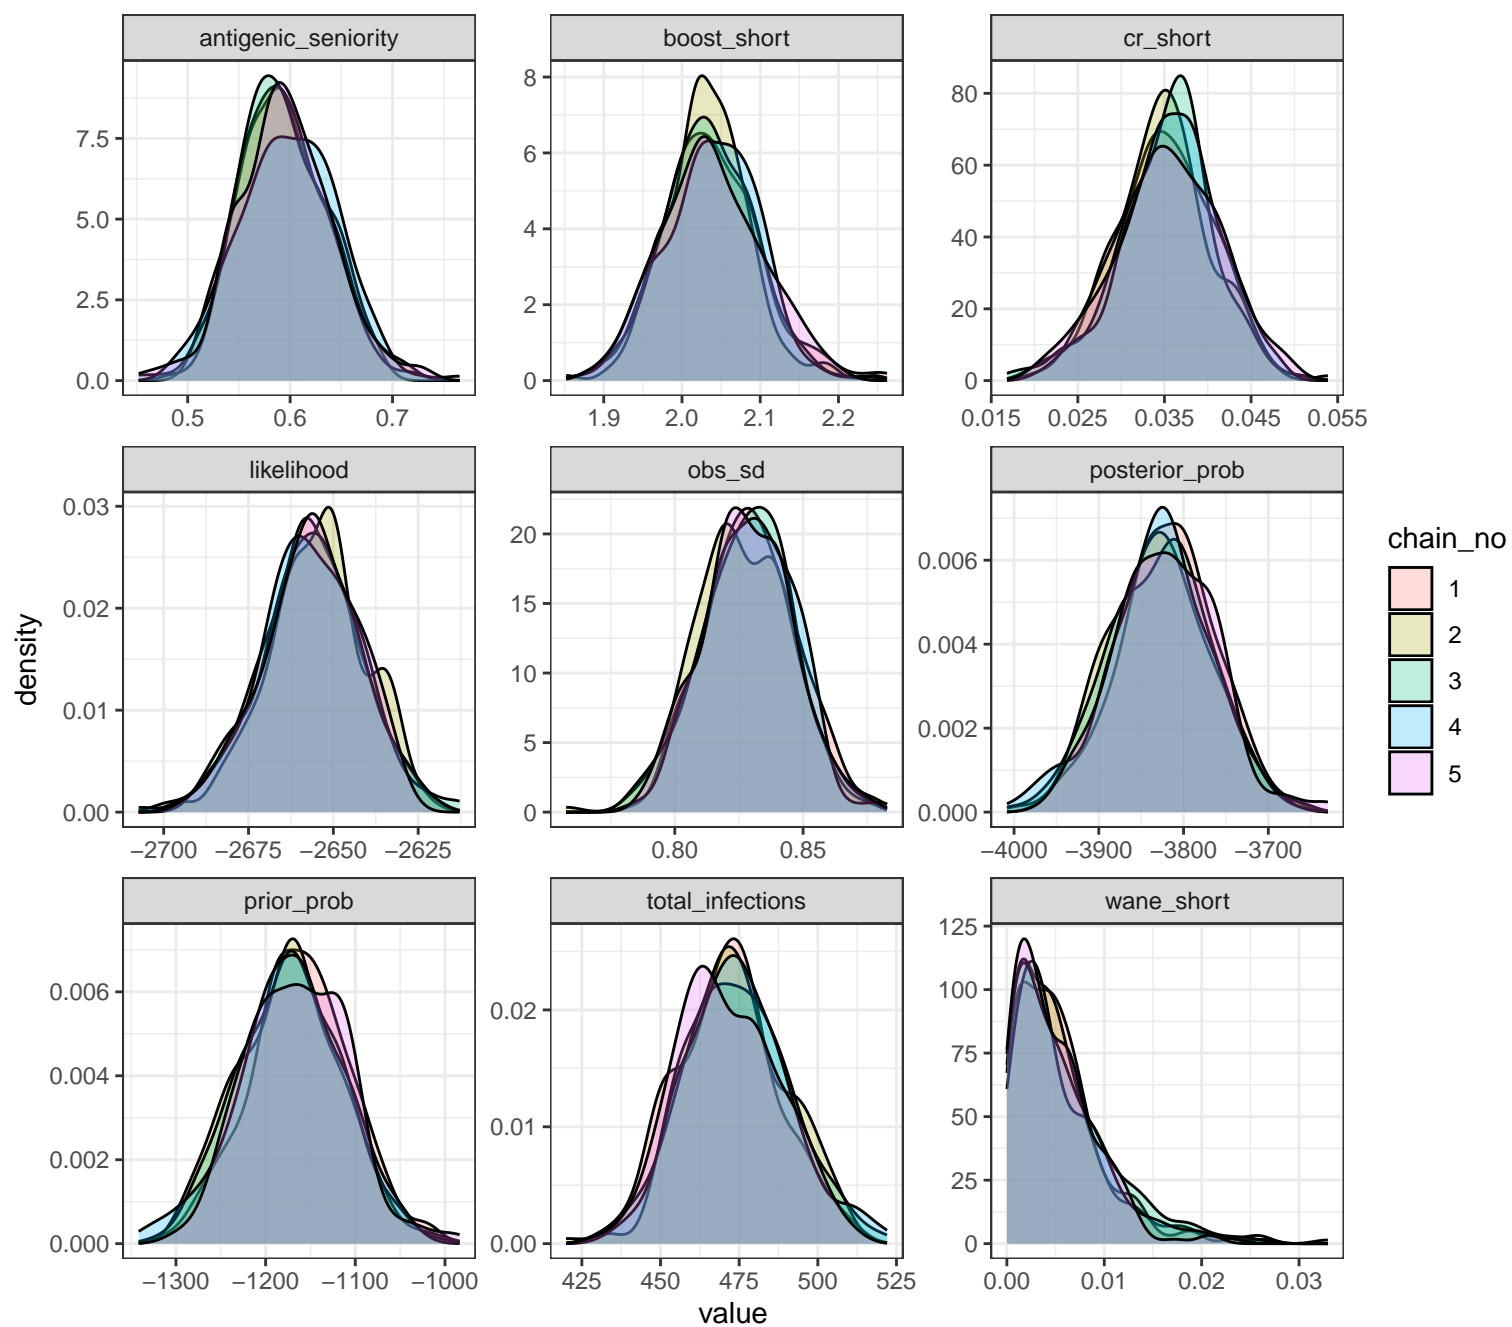 antigenic_seniority
boost_short
cr_short
7.5
5.0
2.5
0.0
0.5 0.6 0.7
8
6
4
2
0
1.9 2.0 2.1 2.2
80
60
40
20
0
0.015 0.025 0.035 0.045 0.055
likelihood
obs_sd
posterior_prob
0.03
0.02
0.01
0.00
−2700 −2675 −2650 −2625
20
15
10
5
0
0.80 0.85
0.006
0.004
0.002
0.000
−4000 −3900 −3800 −3700
prior_prob
total_infections
wane_short
0.006
0.004
0.002
0.000
−1300 −1200 −1100 −1000
0.02
0.01
0.00
425 450 475 500 525
125
100
75
50
25
0
0.00 0.01 0.02 0.03
density
value
chain_no
1
2
3
4
5